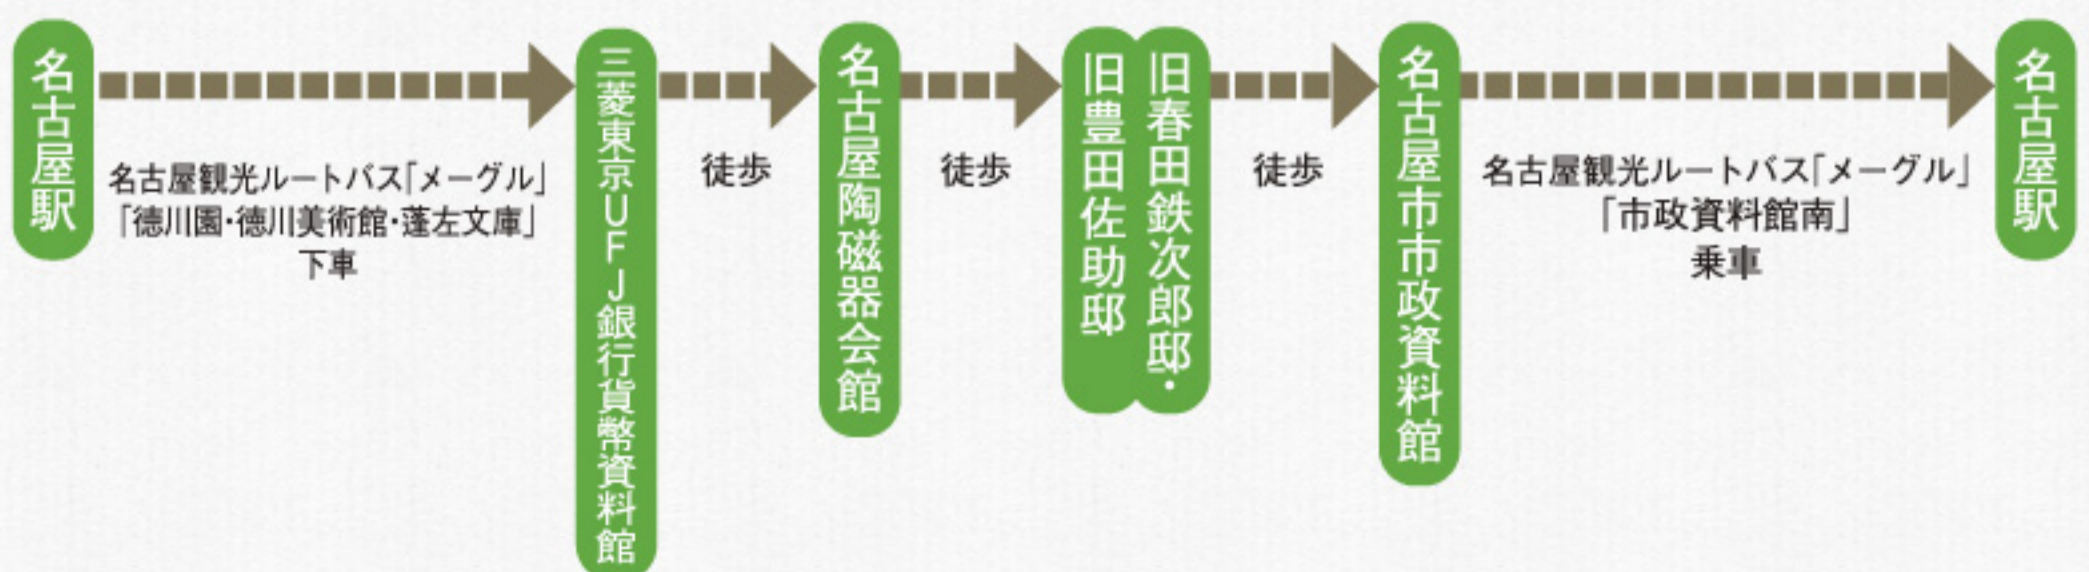 名古屋駅
名古屋観光ルートバス「メーグル」
「徳川園・徳川美術館・蓬左文庫」
下車
三菱東京UFJ銀行貨幣資料館
徒歩
名古屋陶磁器会館
徒歩
旧春田鉄次郎邸・
旧豊田佐助邸
徒歩
名古屋市市政資料館
名古屋観光ルートバス「メーグル」
「市政資料館南」
乗車
名古屋駅